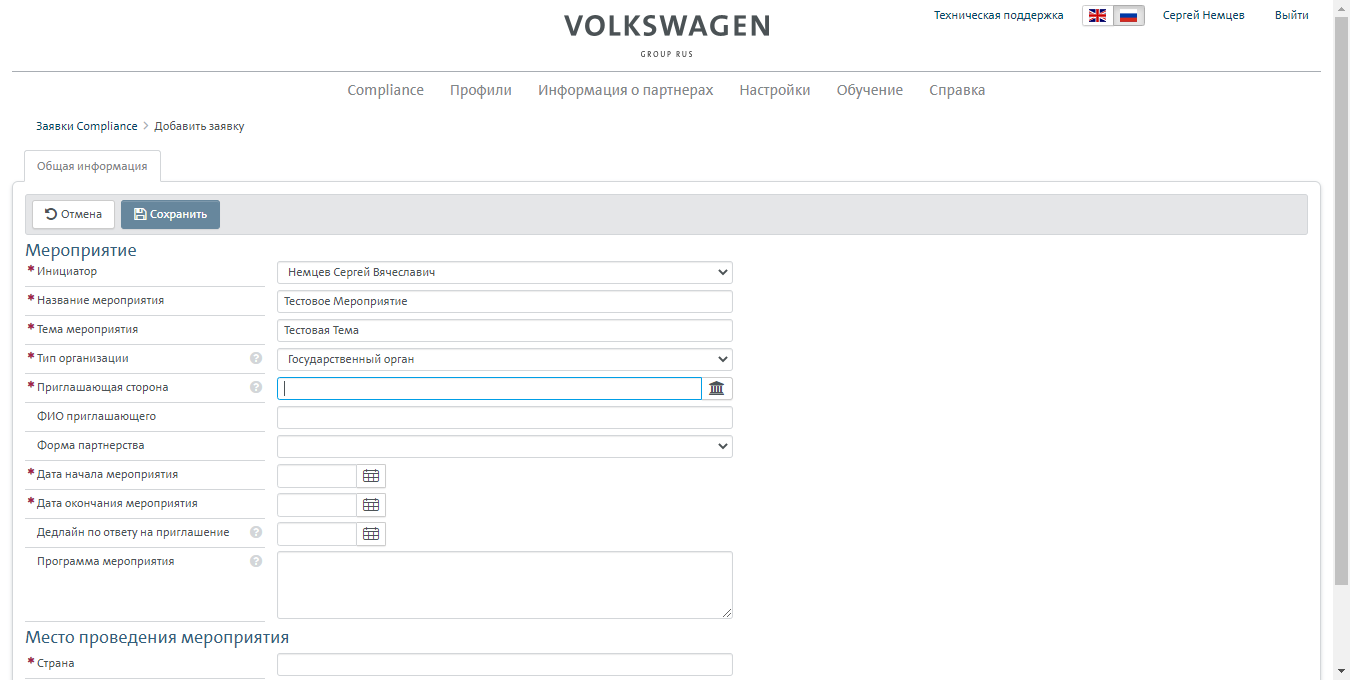 VOLKSWAGEN
GROUP RUS
Техническая поддержка
Сергей Немцев
Выйти
Compliance
Профили
Информация о партнерах
Настройки
Обучение
Справка
Заявки Compliance > Добавить заявку
Общая информация
Отмена
Сохранить
Мероприятие
* Инициатор
Немцев Сергей Вячеславич
* Название мероприятия
Тестовое Мероприятие
* Тема мероприятия
Тестовая Тема
* Тип организации ?
Государственный орган
* Приглашающая сторона ?
ФИО приглашающего
Форма партнерства
* Дата начала мероприятия
* Дата окончания мероприятия
Дедлайн по ответу на приглашение ?
Программа мероприятия ?
Место проведения мероприятия
* Страна